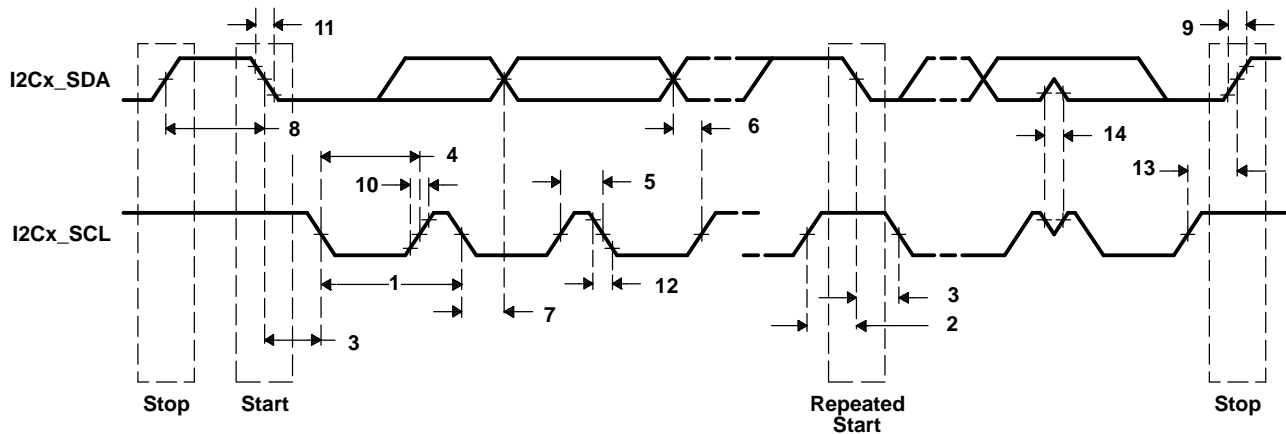 11
9
I2Cx_SDA
8
6
4
14
10
5
13
I2Cx_SCL
1
12
3
7
2
3
Stop
Start
Repeated
Start
Stop